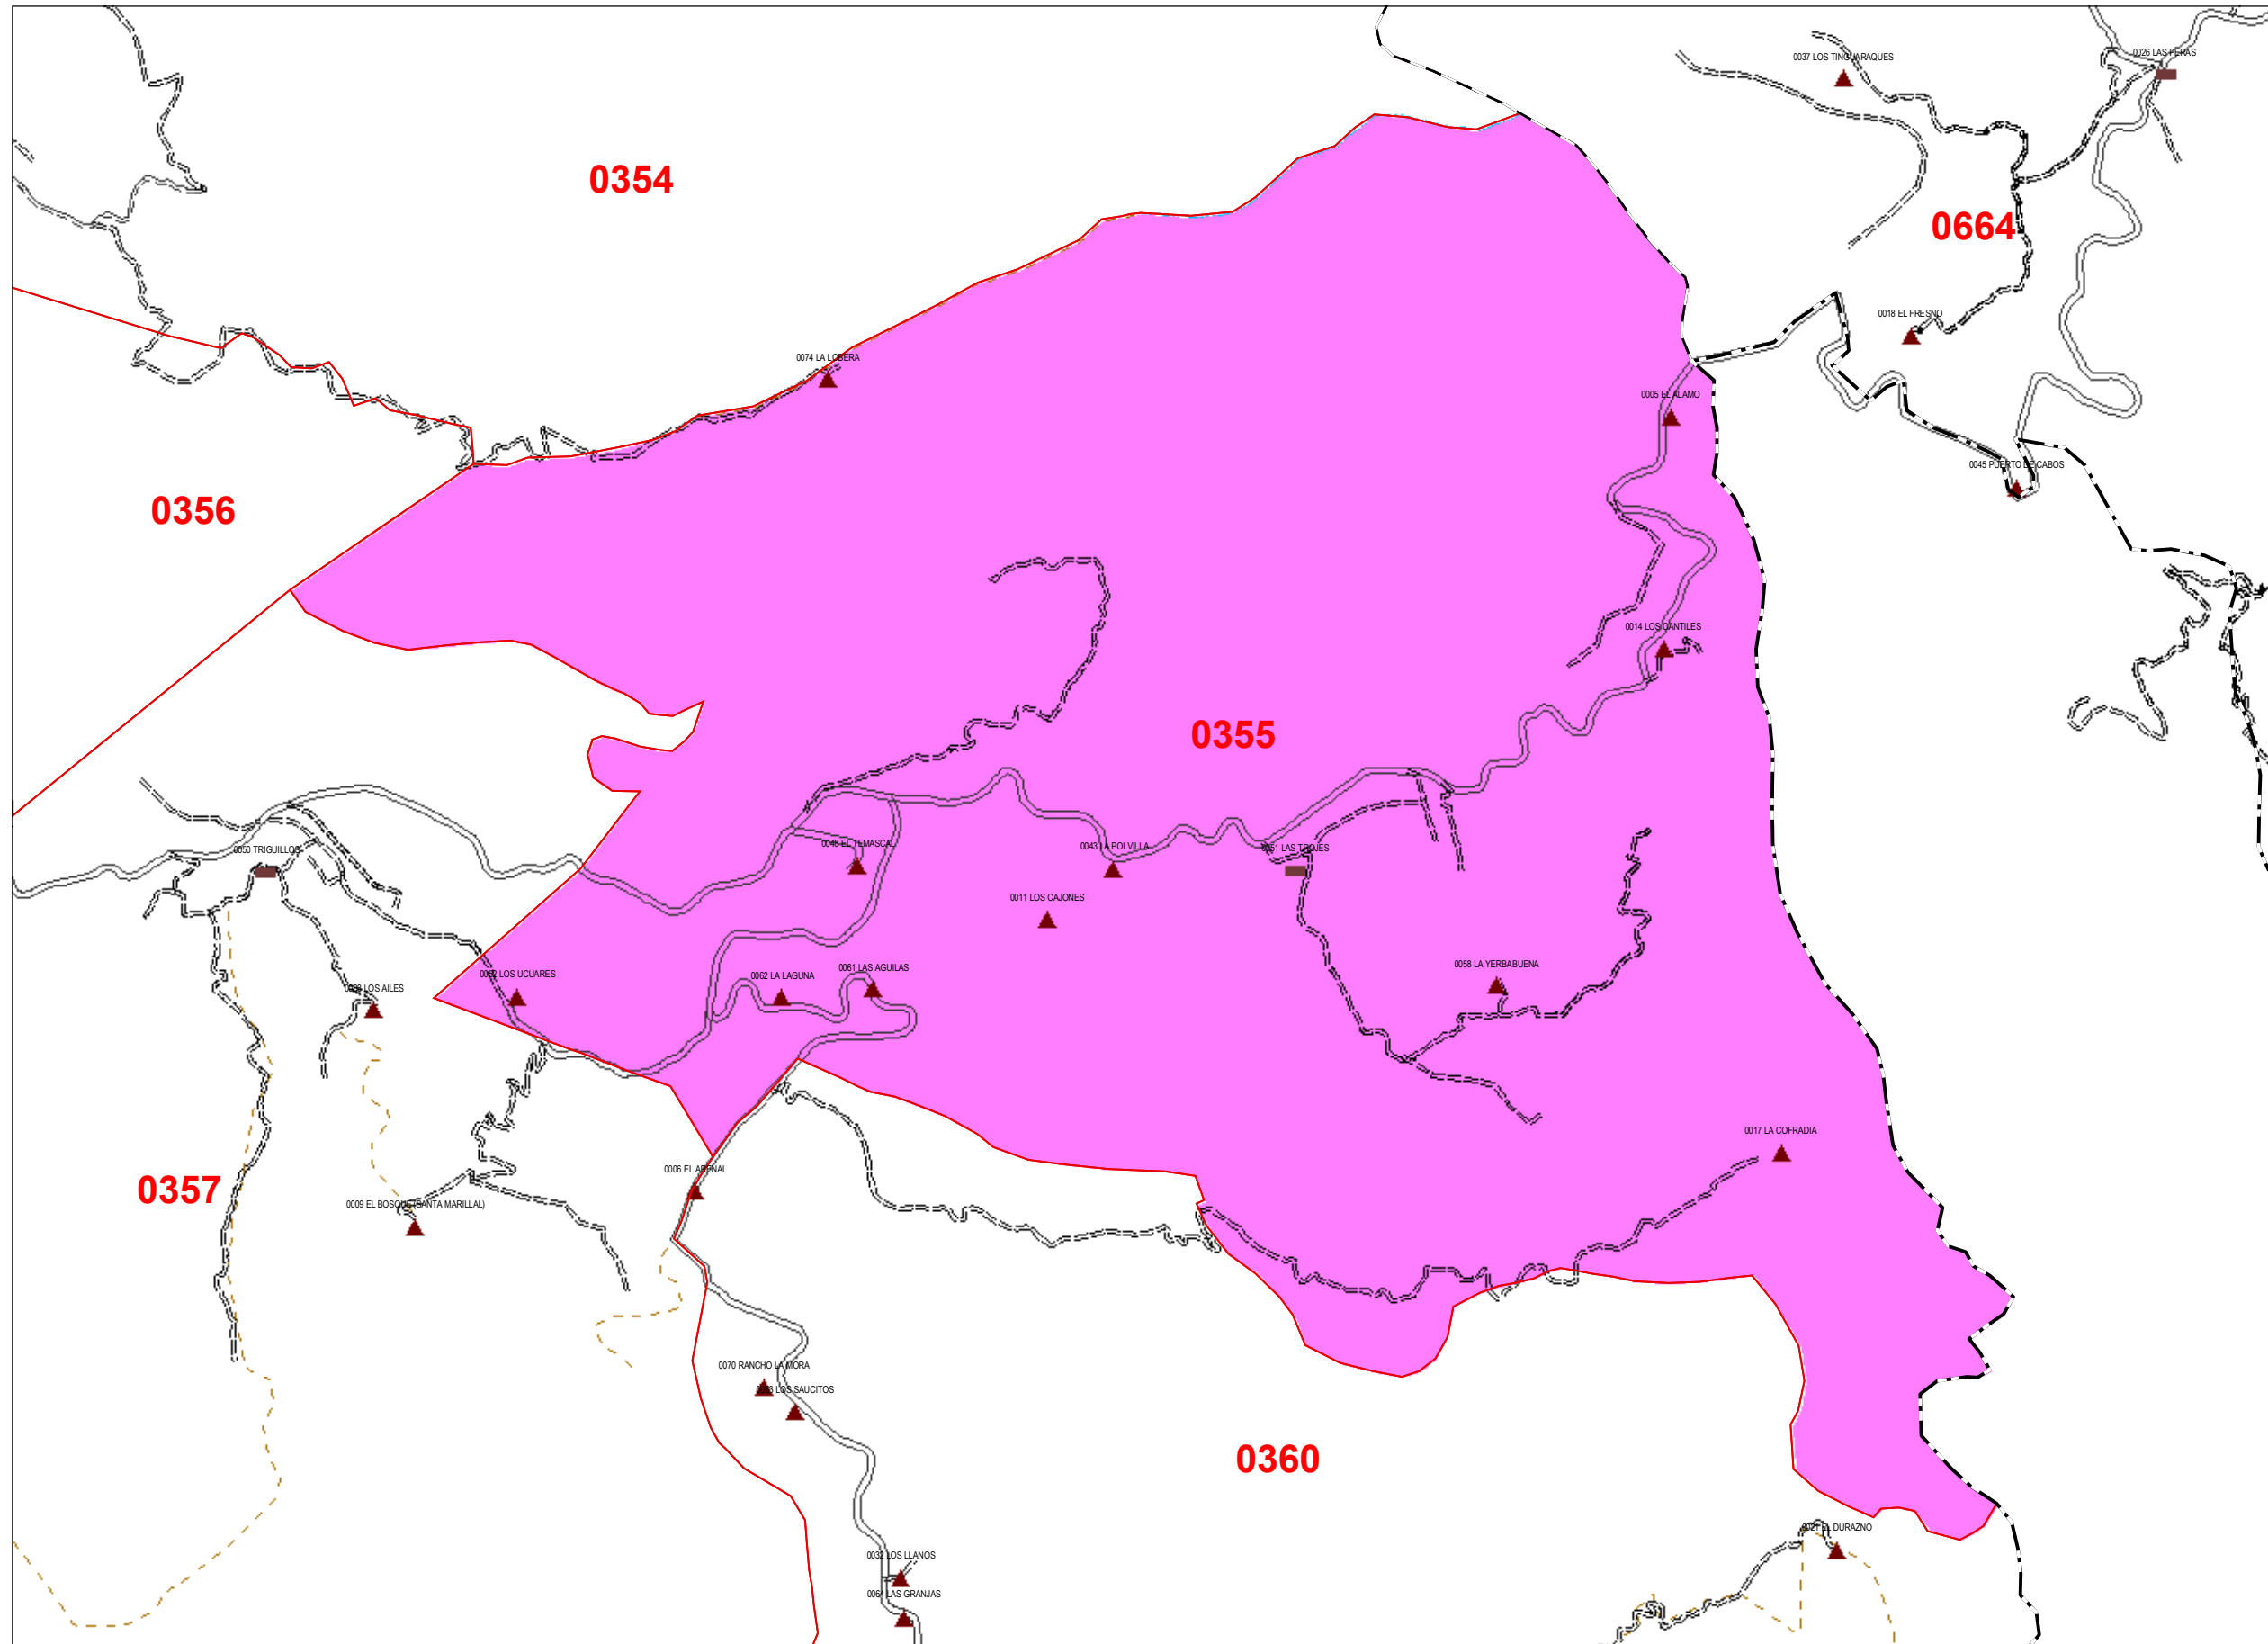 0026 LAS PERAS
0037 LOS TINGUARAQUES
0354
0664
0018 EL FRESNO
0074 LA LOBERA
0005 EL ALAMO
0045 PUERTO DE CABOS
0356
0014 LOS CANTILES
0355
0050 TRIGUILLOS
0048 EL TEMASCAL
0043 LA POLVILLA
0051 LAS TROJES
0011 LOS CAJONES
0058 LA YERBABUENA
0061 LAS AGUILAS
0062 LA LAGUNA
LOS UCUARES
LOS AILES
0017 LA COFRADIA
0006 EL ARENAL
0357
0009 EL BOSQUE (SANTA MARILLAL)
0070 RANCHO LA MORA
LOS SAUCITOS
0360
0021 EL DURAZNO
0032 LOS LLANOS
0064 LAS GRANJAS